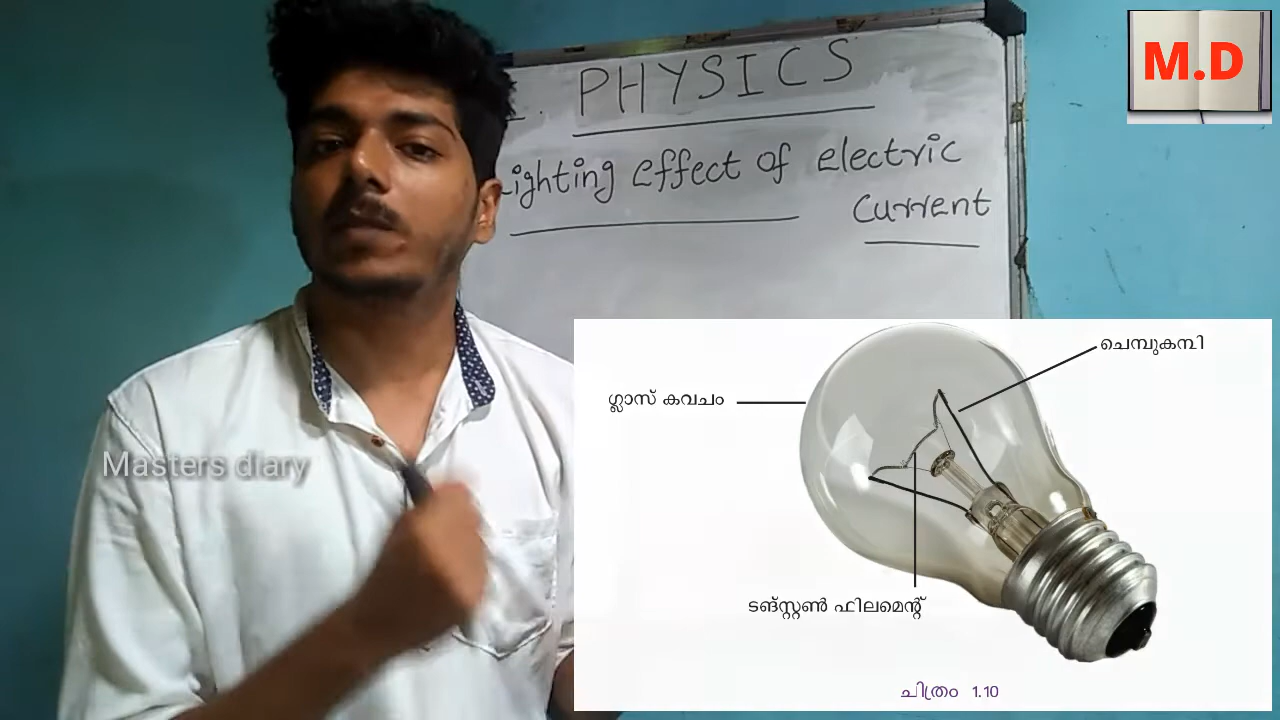 M.D
PHYSICS
Lighting effect of electric
current
ചെമ്പുകമ്പി
ഗ്ലാസ് കവചം
Masters diary
ടങ്സ്റ്റൺ ഫിലമെന്റ്
ചിത്രം 1.10